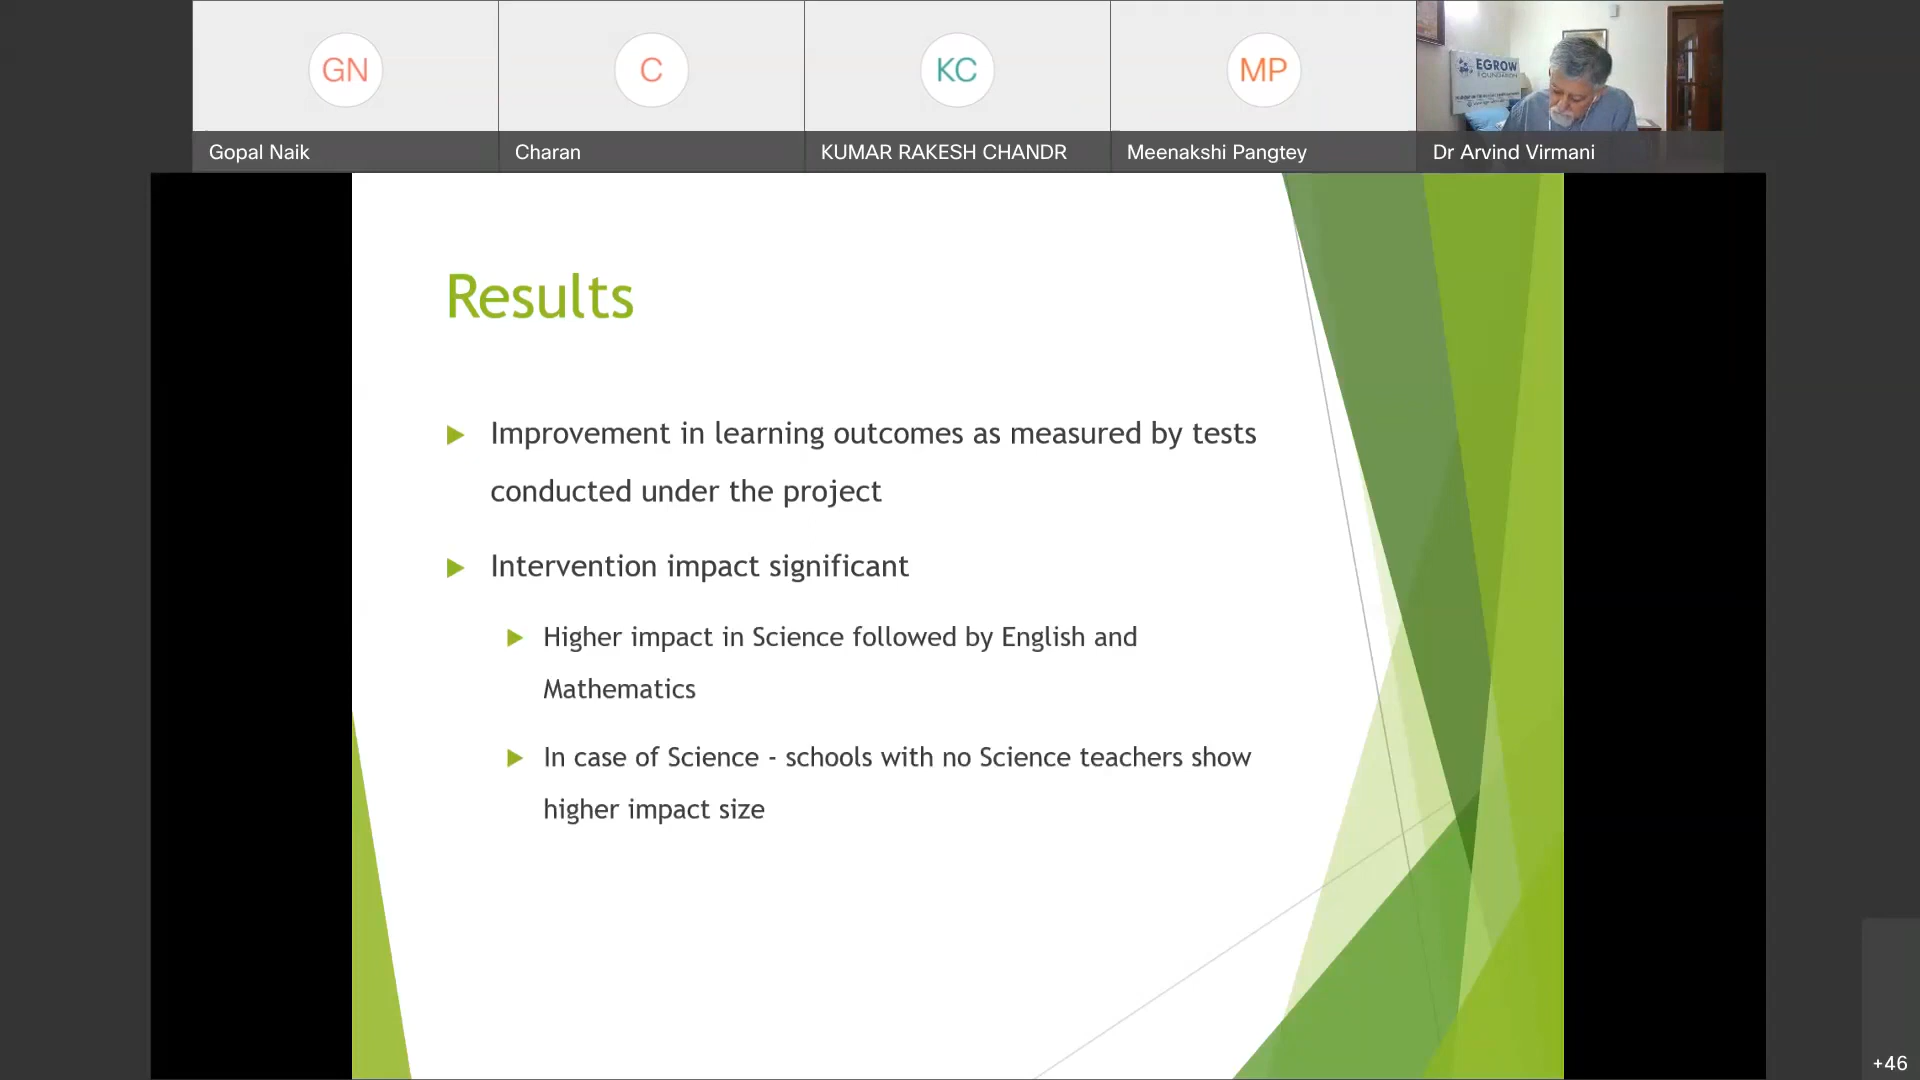 GN
C
KC
MP
EGROW
FOUNDATION
Gopal Naik
Charan
KUMAR RAKESH CHANDR
Meenakshi Pangtey
Dr Arvind Virmani
Results
Improvement in learning outcomes as measured by tests
conducted under the project
Intervention impact significant
Higher impact in Science followed by English and
Mathematics
In case of Science - schools with no Science teachers show
higher impact size
+46